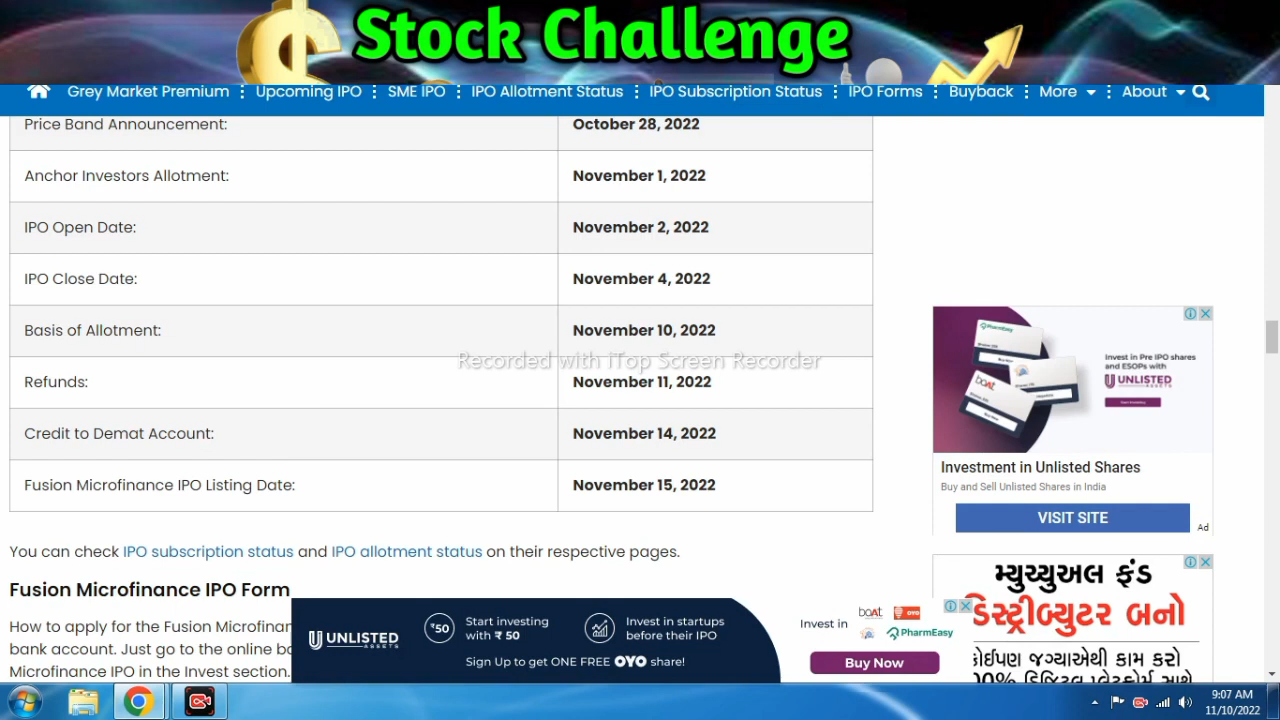 Stock Challenge
Grey Market Premium Upcoming IPO SME IPO IPO Allotment Status IPO Subscription Status IPO Forms Buyback More About
Price Band Announcement: October 28, 2022
Anchor Investors Allotment: November 1, 2022
IPO Open Date: November 2, 2022
IPO Close Date: November 4, 2022
Basis of Allotment: November 10, 2022
Recorded with iTop Screen Recorder
Refunds: November 11, 2022
Credit to Demat Account: November 14, 2022
Fusion Microfinance IPO Listing Date: November 15, 2022
You can check IPO subscription status and IPO allotment status on their respective pages.
Fusion Microfinance IPO Form
How to apply for the Fusion Microfinan
bank account. Just go to the online ba
Microfinance IPO in the Invest section.
PharmEasy
boAt
Invest in Pre IPO shares
and ESOPs with
UNLISTED
ASSETS
Investment in Unlisted Shares
Buy and Sell Unlisted Shares in India
VISIT SITE
Ad
મ્યુચ્યુઅલ ફંડ
ડિસ્ટ્રીબ્યુટર બનો
કોઈપણ જગ્યાએથી કામ કરો
UNLISTED
ASSETS
₹50
Start investing
with ₹ 50
Invest in startups
before their IPO
Sign Up to get ONE FREE OYO share!
Invest in
boAt
OYO
PharmEasy
Buy Now
9:07 AM
11/10/2022